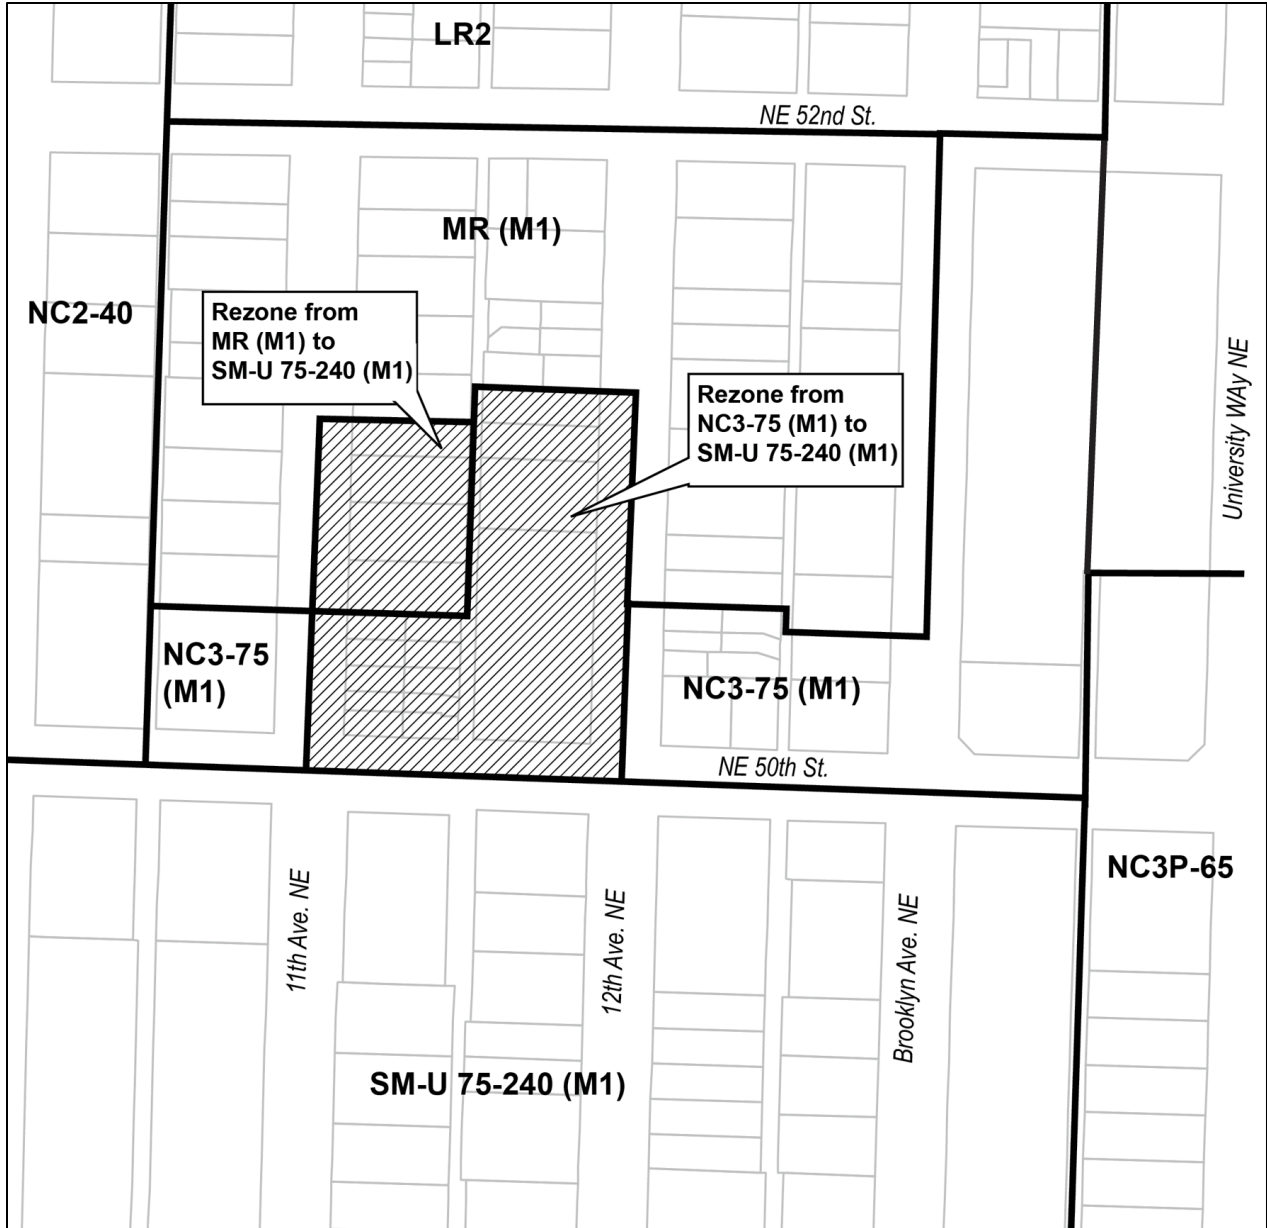 LR2
NE 52nd St.
MR (M1)
NC2-40
Rezone from
MR (M1) to
SM-U 75-240 (M1)
Rezone from
NC3-75 (M1) to
SM-U 75-240 (M1)
University WAy NE
NC3-75
(M1)
NC3-75 (M1)
NE 50th St.
NC3P-65
11th Ave. NE
12th Ave. NE
Brooklyn Ave. NE
SM-U 75-240 (M1)